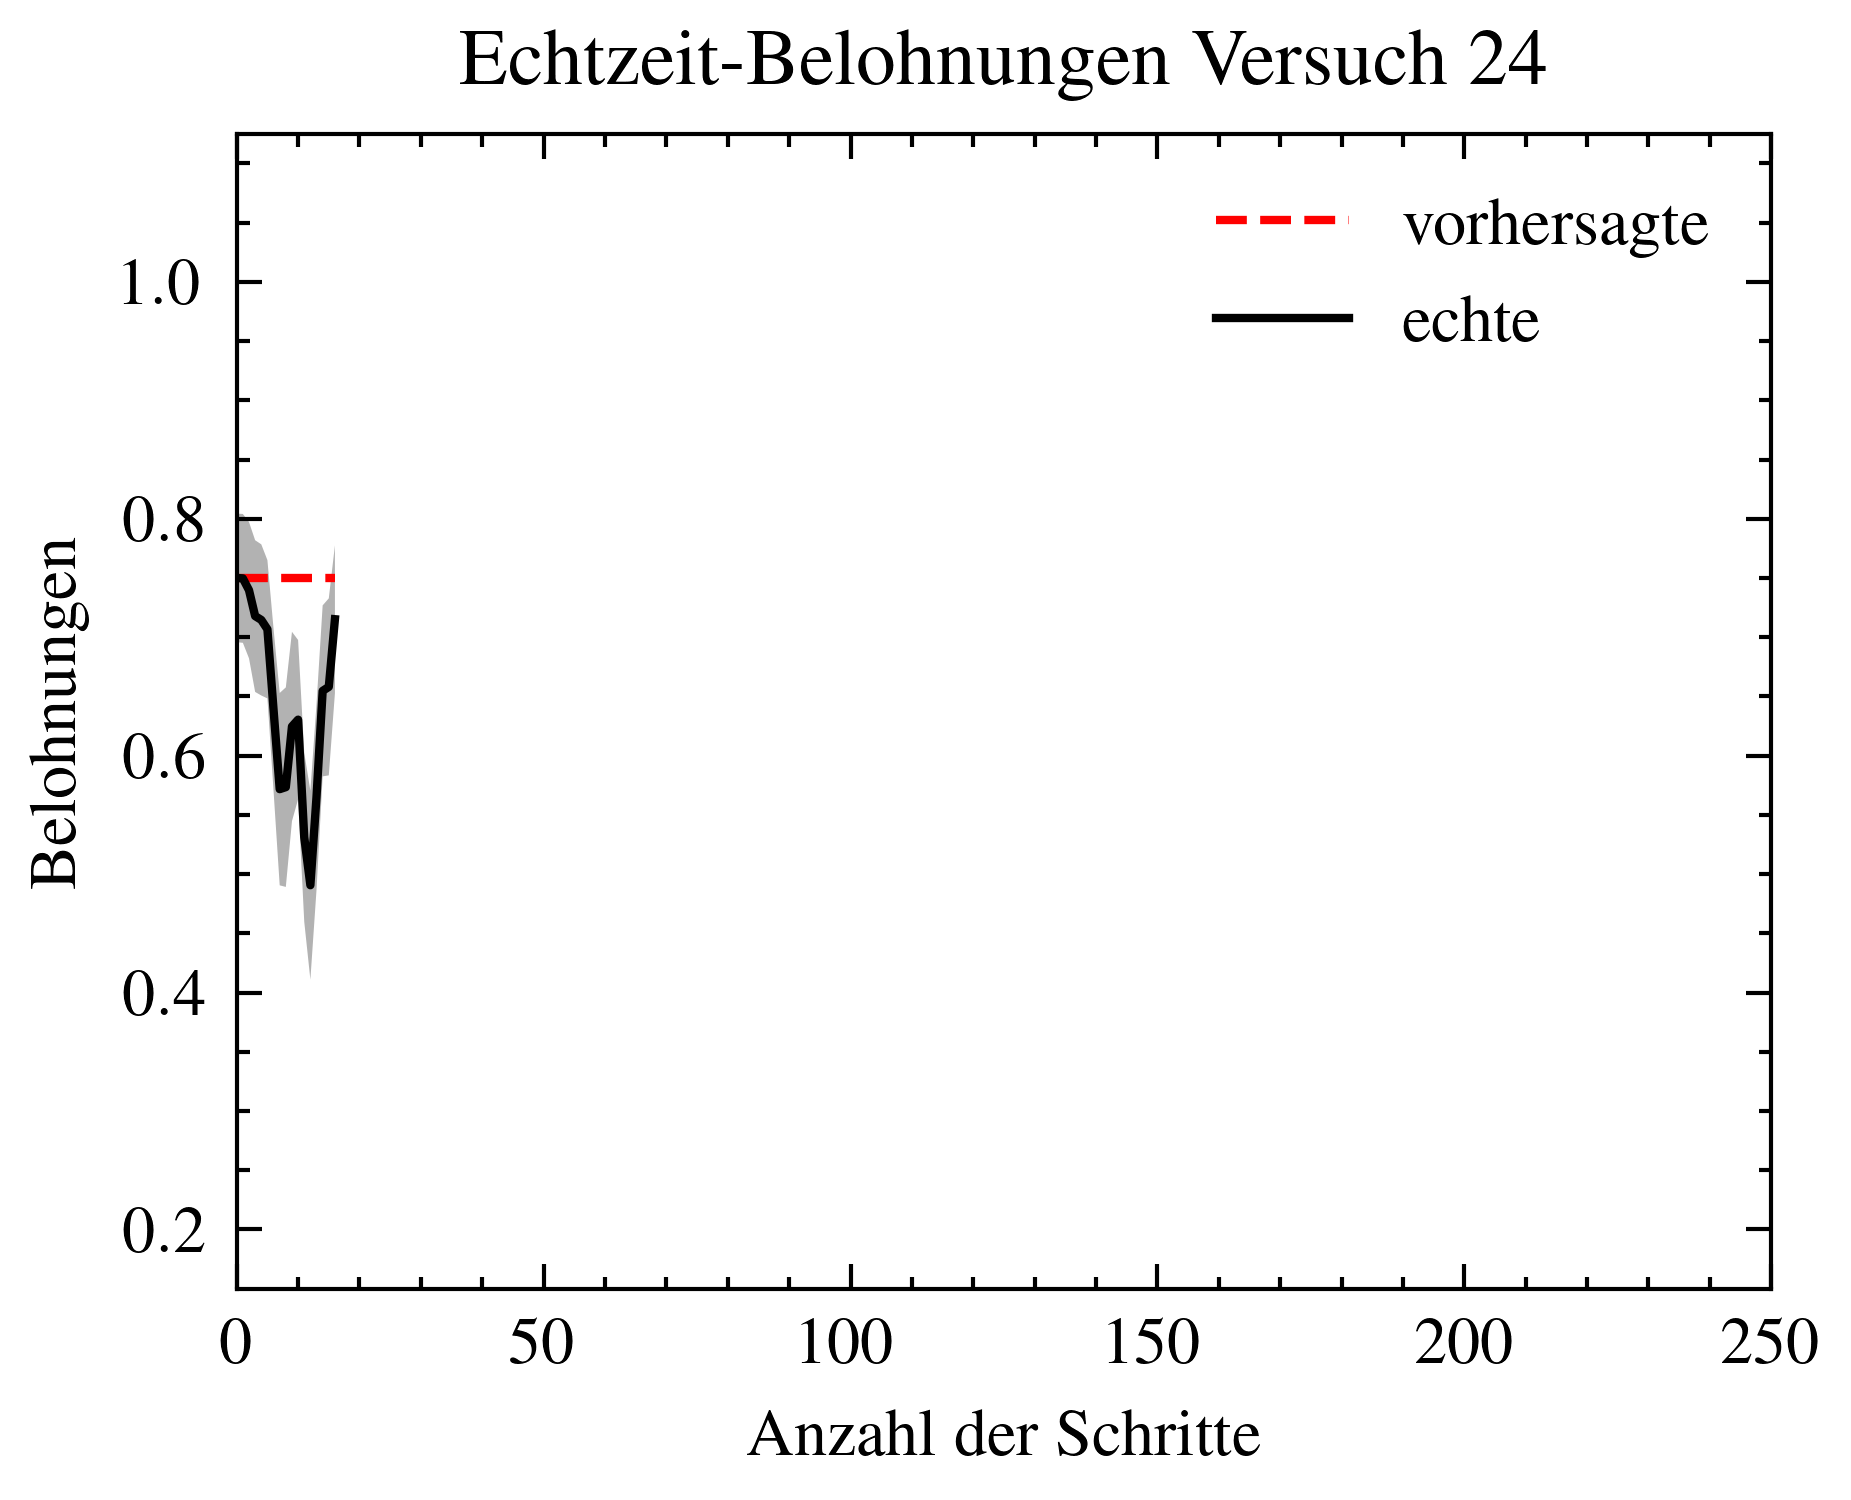 Echtzeit-Belohnungen Versuch 24
vorhersagte
echte
Belohnungen
1.0
0.8
0.6
0.4
0.2
0 50 100 150 200 250
Anzahl der Schritte